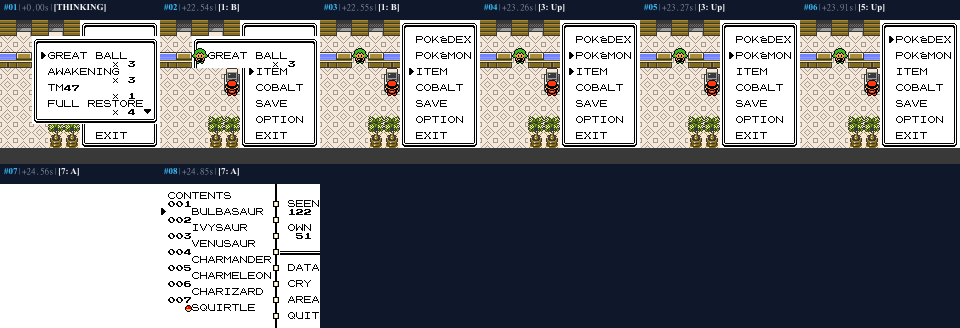 #01|+0.00s|[THINKING]
GREAT BALL
× 3
AWAKENING
× 3
TM47
× 1
FULL RESTORE
× 4
EXIT
#02|+22.54s|[1: B]
GREAT BALL
× 3
ITEM
COBALT
SAVE
OPTION
EXIT
#03|+22.55s|[1: B]
POKéDEX
POKéMON
ITEM
COBALT
SAVE
OPTION
EXIT
#04|+23.26s|[3: Up]
POKéDEX
POKéMON
ITEM
COBALT
SAVE
OPTION
EXIT
#05|+23.27s|[3: Up]
POKéDEX
POKéMON
ITEM
COBALT
SAVE
OPTION
EXIT
#06|+23.91s|[5: Up]
POKéDEX
POKéMON
ITEM
COBALT
SAVE
OPTION
EXIT
#07|+24.56s|[7: A]
#08|+24.85s|[7: A]
CONTENTS
001
BULBASAUR
002
IVYSAUR
003
VENUSAUR
004
CHARMANDER
005
CHARMELEON
006
CHARIZARD
007
SQUIRTLE
SEEN
122
OWN
51
DATA
CRY
AREA
QUIT